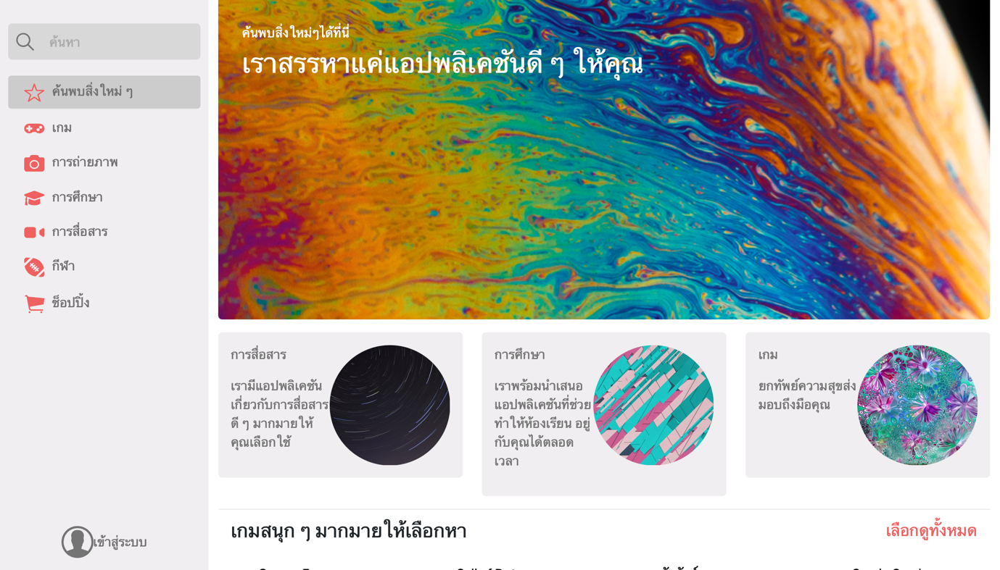 ค้นหา
ค้นพบสิ่งใหม่ ๆ
เกม
การถ่ายภาพ
การศึกษา
การสื่อสาร
กีฬา
ช็อปปิ้ง
เข้าสู่ระบบ
ค้นพบสิ่งใหม่ๆได้ที่นี่
เราสรรหาแค่แอปพลิเคชันดี ๆ ให้คุณ
การสื่อสาร
เรามีแอปพลิเคชัน
เกี่ยวกับการสื่อสาร
ดี ๆ มากมายให้
คุณเลือกใช้
การศึกษา
เราพร้อมนำเสนอ
แอปพลิเคชันที่ช่วย
ทำให้ห้องเรียน อยู่
กับคุณได้ตลอด
เวลา
เกม
ยกทัพย์ความสุขส่ง
มอบถึงมือคุณ
เกมสนุก ๆ มากมายให้เลือกหา
เลือกดูทั้งหมด